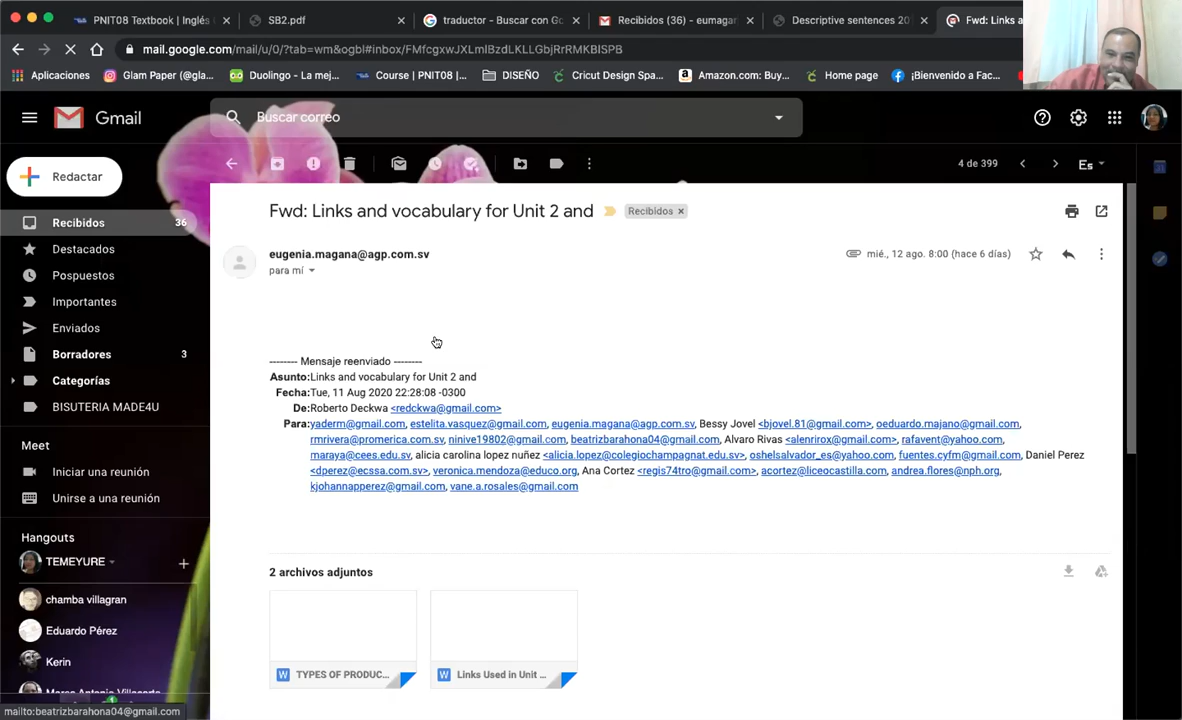 PNIT08 Textbook | Inglés
SB2.pdf
traductor - Buscar con Go
Recibidos (36) - eumagan
Descriptive sentences 20
Fwd: Links a
mail.google.com/mail/u/0/?tab=wm&ogbl#inbox/FMfcgxwJXLmlBzdLKLLGbjRrRMKBlSPB
Aplicaciones
Glam Paper (@gla...
Duolingo - La mej...
Course | PNIT08 |...
DISEÑO
Cricut Design Spa...
Amazon.com: Buy...
Home page
¡Bienvenido a Fac...
Gmail
Buscar correo
Redactar
4 de 399
Es
Fwd: Links and vocabulary for Unit 2 and
Recibidos x
Recibidos 36
Destacados
Pospuestos
Importantes
Enviados
Borradores 3
Categorías
BISUTERIA MADE4U
eugenia.magana@agp.com.sv
mié, 12 ago. 8:00 (hace 6 días)
para mí
-------- Mensaje reenviado --------
Asunto:Links and vocabulary for Unit 2 and
Fecha:Tue, 11 Aug 2020 22:28:08 -0300
De:Roberto Deckwa <redckwa@gmail.com>
Para:yaderm@gmail.com, estelita.vasquez@gmail.com, eugenia.magana@agp.com.sv, Bessy Jovel <bjovel.81@gmail.com>, oeduardo.majano@gmail.com,
rmrivera@promerica.com.sv, ninive19802@gmail.com, beatrizbarahona04@gmail.com, Alvaro Rivas <alenrirox@gmail.com>, rafavent@yahoo.com,
maraya@cees.edu.sv, alicia carolina lopez nuñez <alicia.lopez@colegiochampagnat.edu.sv>, oshelsalvador_es@yahoo.com, fuentes.cyfm@gmail.com, Daniel Perez
<dperez@ecssa.com.sv>, veronica.mendoza@educo.org, Ana Cortez <regis74tro@gmail.com>, acortez@liceocastilla.com, andrea.flores@nph.org,
kjohannapperez@gmail.com, vane.a.rosales@gmail.com
Meet
Iniciar una reunión
Unirse a una reunión
Hangouts
TEMEYURE
chamba villagran
Eduardo Pérez
Kerin
2 archivos adjuntos
W TYPES OF PRODUC...
W Links Used in Unit ...
mailto:beatrizbarahona04@gmail.com